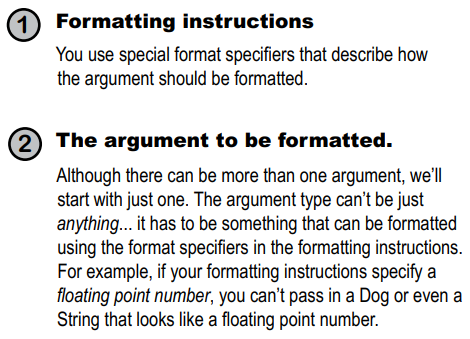 1 Formatting instructions
You use special format specifiers that describe how
the argument should be formatted.
2 The argument to be formatted.
Although there can be more than one argument, we'll
start with just one. The argument type can't be just
anything... it has to be something that can be formatted
using the format specifiers in the formatting instructions.
For example, if your formatting instructions specify a
floating point number, you can't pass in a Dog or even a
String that looks like a floating point number.